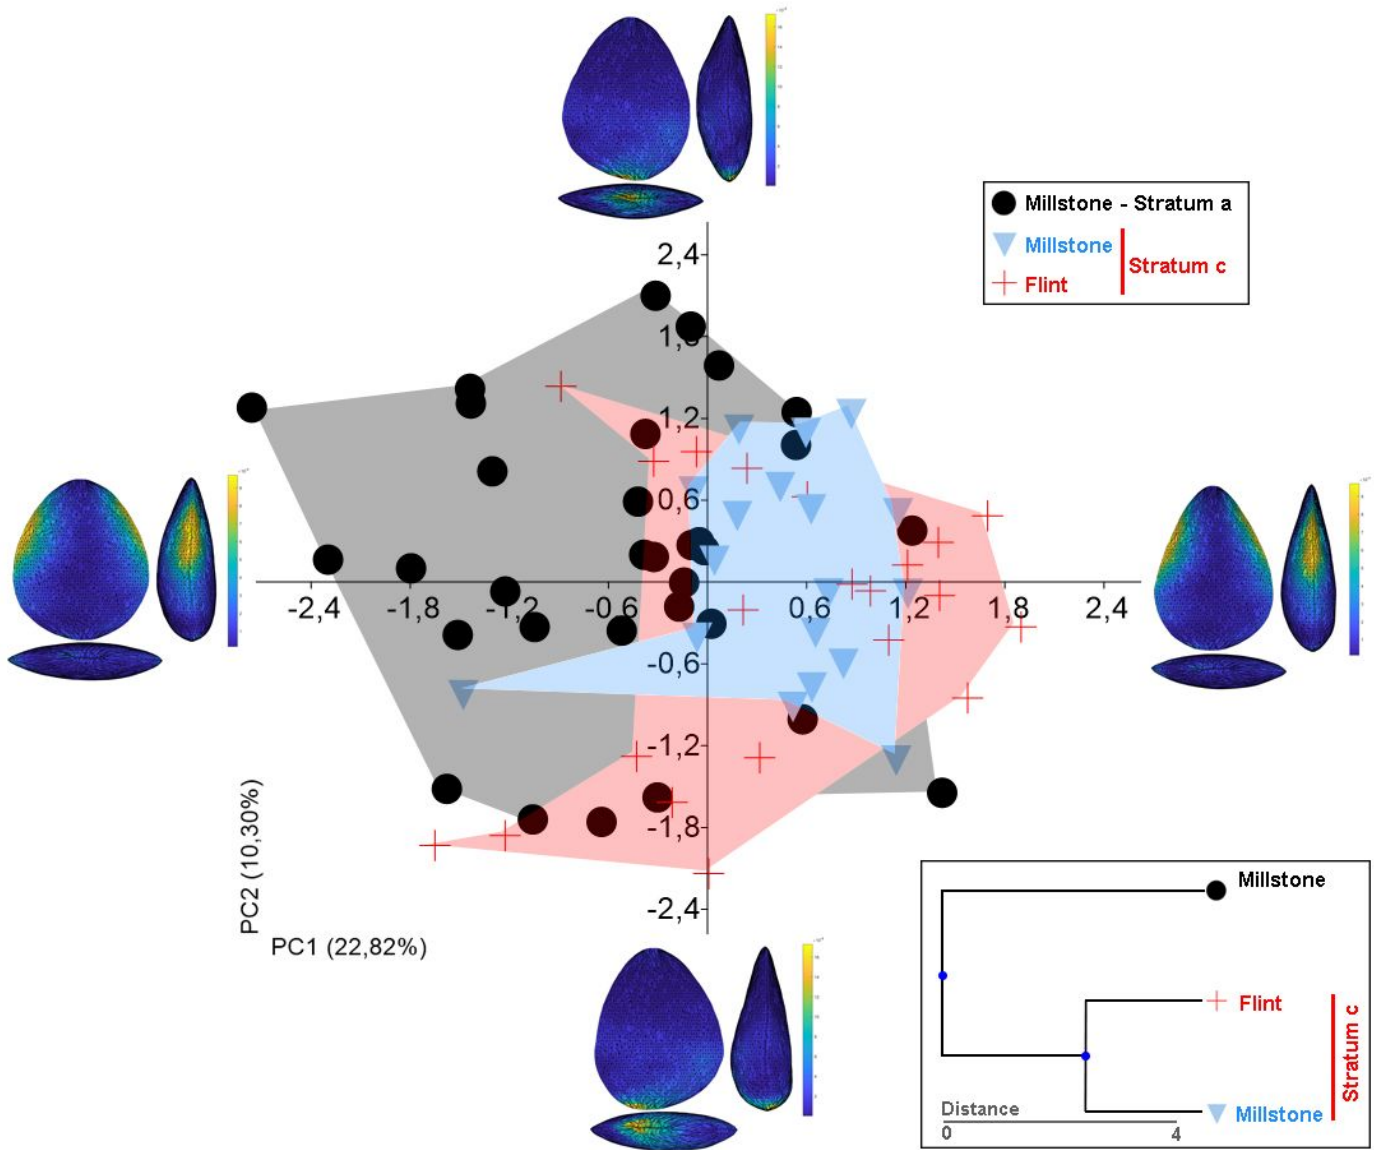 Millstone - Stratum a
Millstone
Flint
Stratum c
2,4
1,8
1,2
0,6
-2,4 -1,8 -1,2 -0,6 0,6 1,2 1,8 2,4
-0,6
-1,2
-1,8
-2,4
PC2 (10,30%)
PC1 (22,82%)
Millstone
Flint
Millstone
Stratum c
Distance
0 4